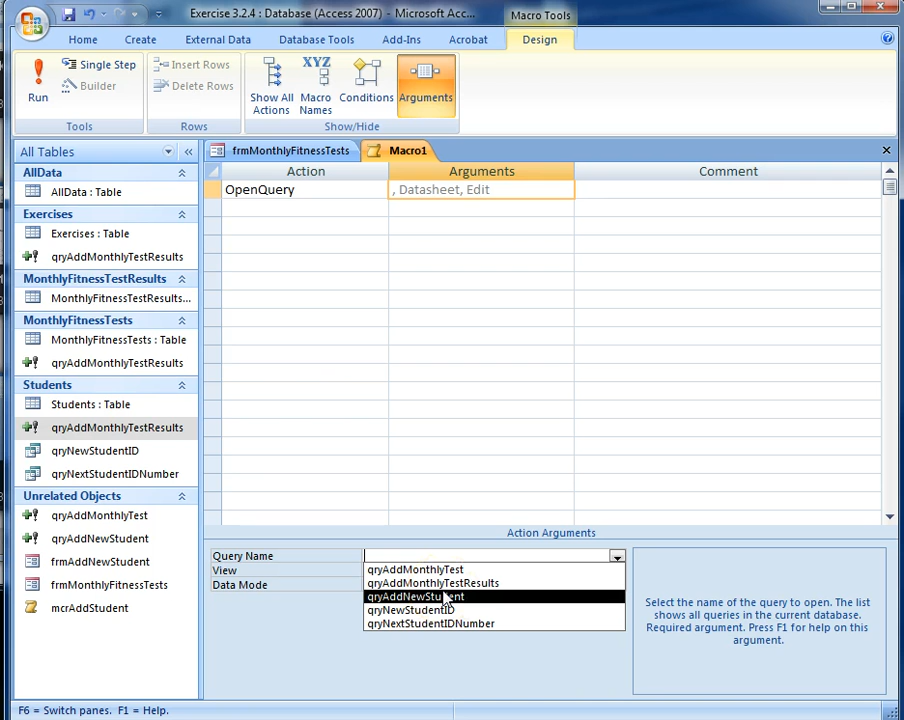 Exercise 3.2.4 : Database (Access 2007) - Microsoft Acc...
Macro Tools
Home
Create
External Data
Database Tools
Add-Ins
Acrobat
Design
Run
Single Step
Builder
Tools
Insert Rows
Delete Rows
Rows
Show All Actions
XYZ
Macro Names
Conditions
Arguments
Show/Hide
All Tables
frmMonthlyFitnessTests
Macro1
AllData
AllData : Table
Exercises
Exercises : Table
qryAddMonthlyTestResults
MonthlyFitnessTestResults
MonthlyFitnessTestResults...
MonthlyFitnessTests
MonthlyFitnessTests : Table
qryAddMonthlyTestResults
Students
Students : Table
qryAddMonthlyTestResults
qryNewStudentID
qryNextStudentIDNumber
Unrelated Objects
qryAddMonthlyTest
qryAddNewStudent
frmAddNewStudent
frmMonthlyFitnessTests
mcrAddStudent
Action
Arguments
Comment
OpenQuery
, Datasheet, Edit
Action Arguments
Query Name
View
Data Mode
qryAddMonthlyTest
qryAddMonthlyTestResults
qryAddNewStudent
qryNewStudentID
qryNextStudentIDNumber
Select the name of the query to open. The list
shows all queries in the current database.
Required argument. Press F1 for help on this
argument.
F6 = Switch panes. F1 = Help.